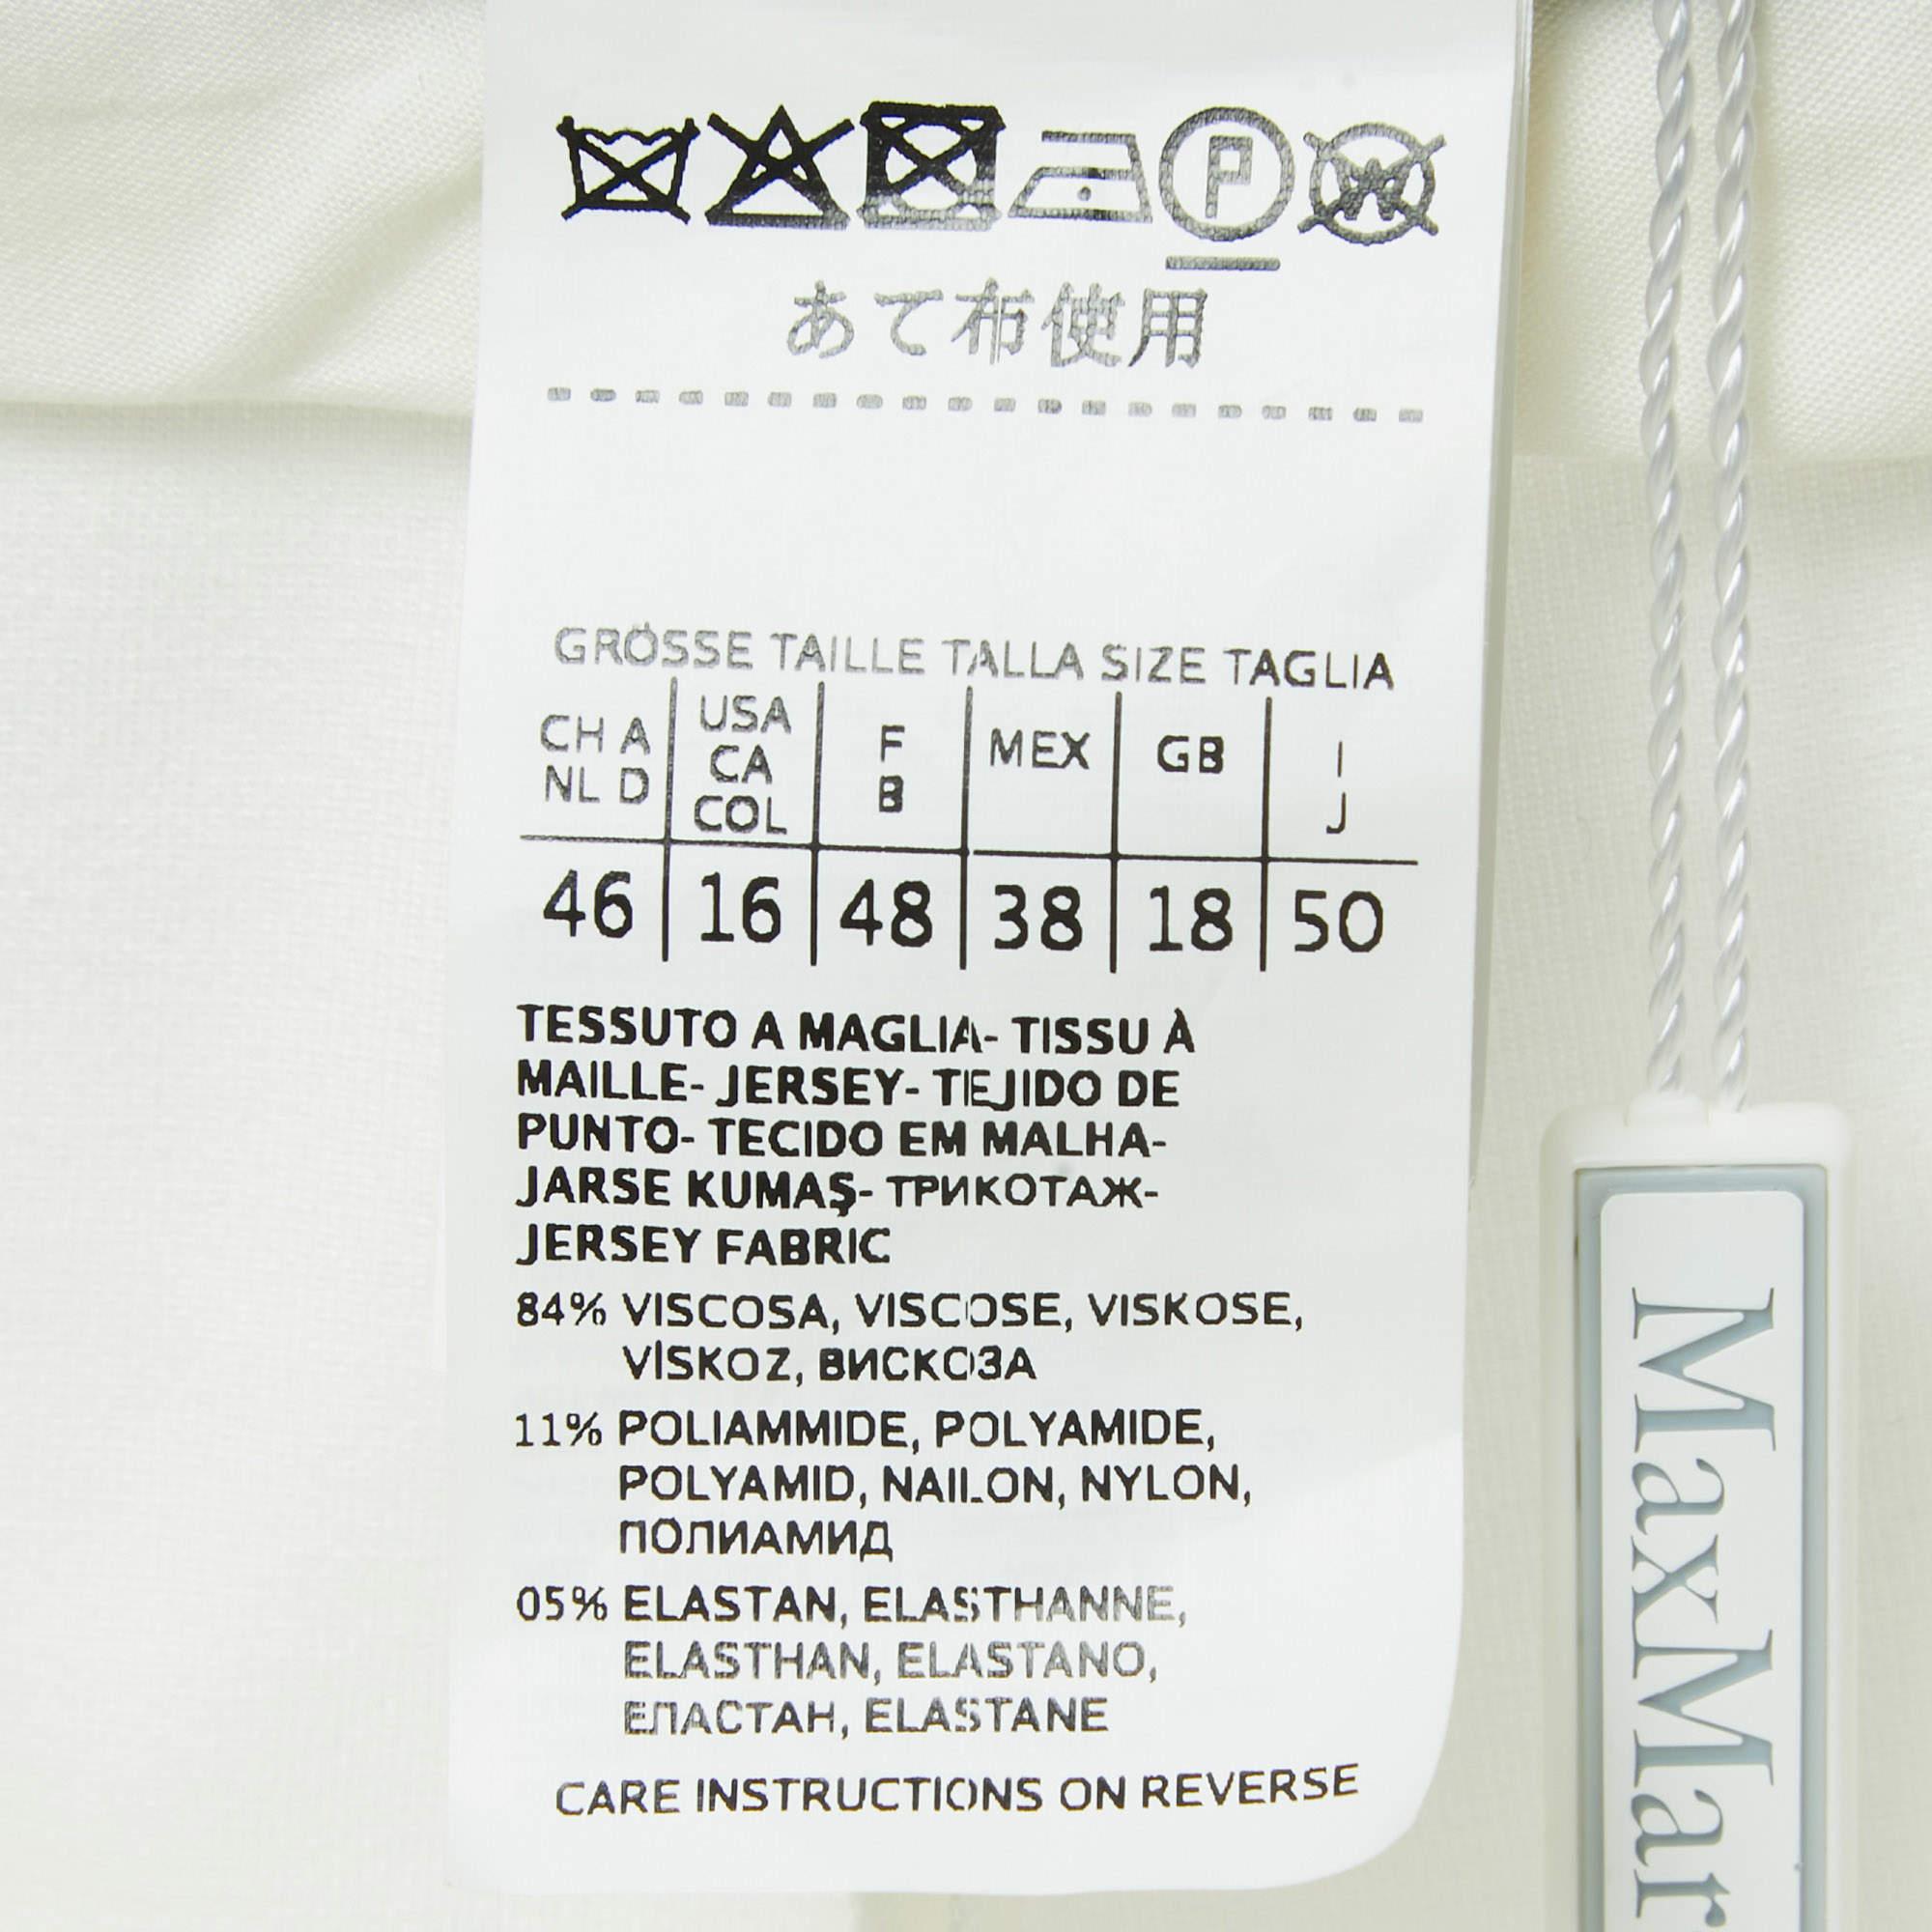 P
W
あて布使用
GRÖSSE TAILLE TALLA SIZE TAGLIA
CH A
NL D
USA
CA
COL
F
B
MEX
GB
I
J
46 16 48 38 18 50
TESSUTO A MAGLIA- TISSU À
MAILLE- JERSEY- TEJIDO DE
PUNTO- TECIDO EM MALHA-
JARSE KUMAŞ- ТРИКОТАЖ-
JERSEY FABRIC
84% VISCOSA, VISCOSE, VISKOSE,
VİSKOZ, ВИСКОЗА
11% POLIAMMIDE, POLYAMIDE,
POLYAMID, NAILON, NYLON,
ПОЛИАМИД
05% ELASTAN, ELASTHANNE,
ELASTHAN, ELASTANO,
ЕПАСТАН, ELASTANE
CARE INSTRUCTIONS ON REVERSE
MaxMar